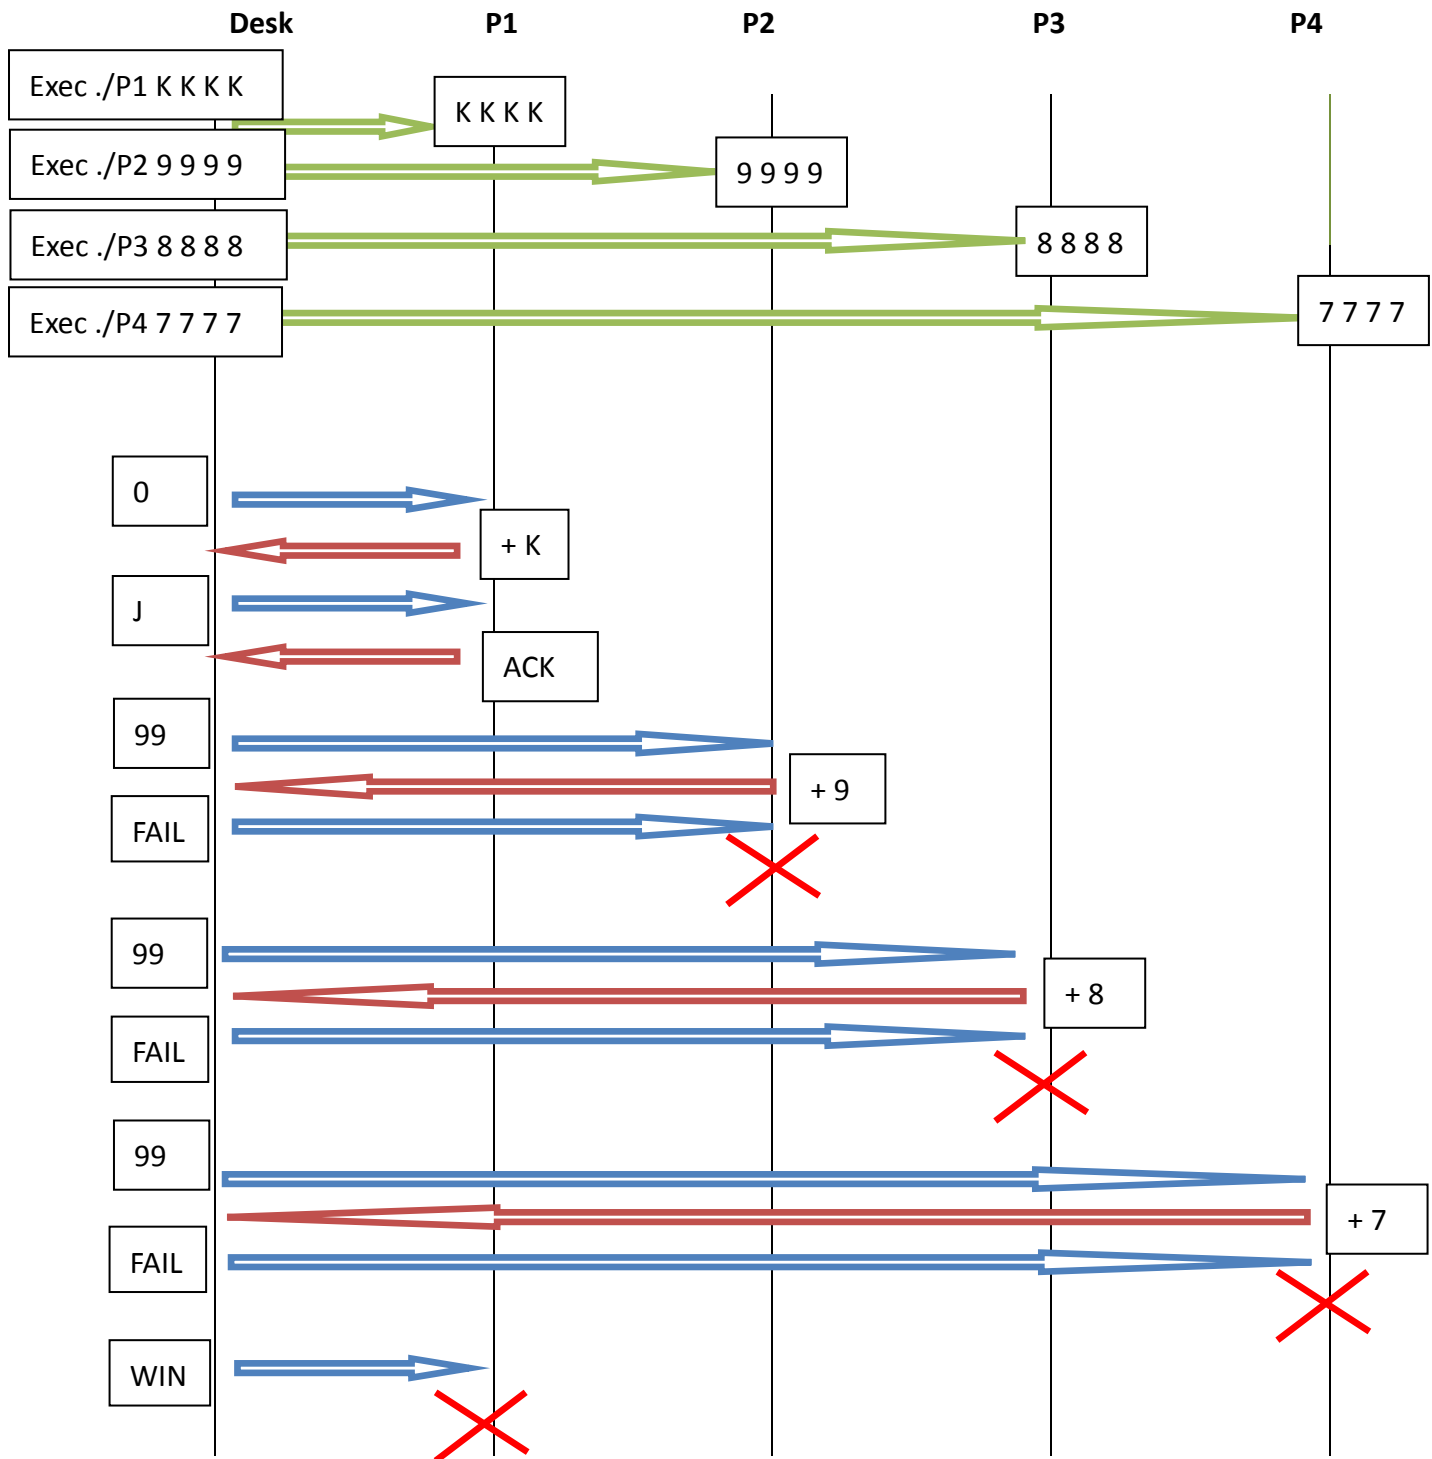 Desk P1 P2 P3 P4
Exec ./P1 K K K K
K K K K
Exec ./P2 9 9 9 9
9 9 9 9
Exec ./P3 8 8 8 8
8 8 8 8
Exec ./P4 7 7 7 7
7 7 7 7
0
+ K
J
ACK
99
+ 9
FAIL
99
+ 8
FAIL
99
+ 7
FAIL
WIN